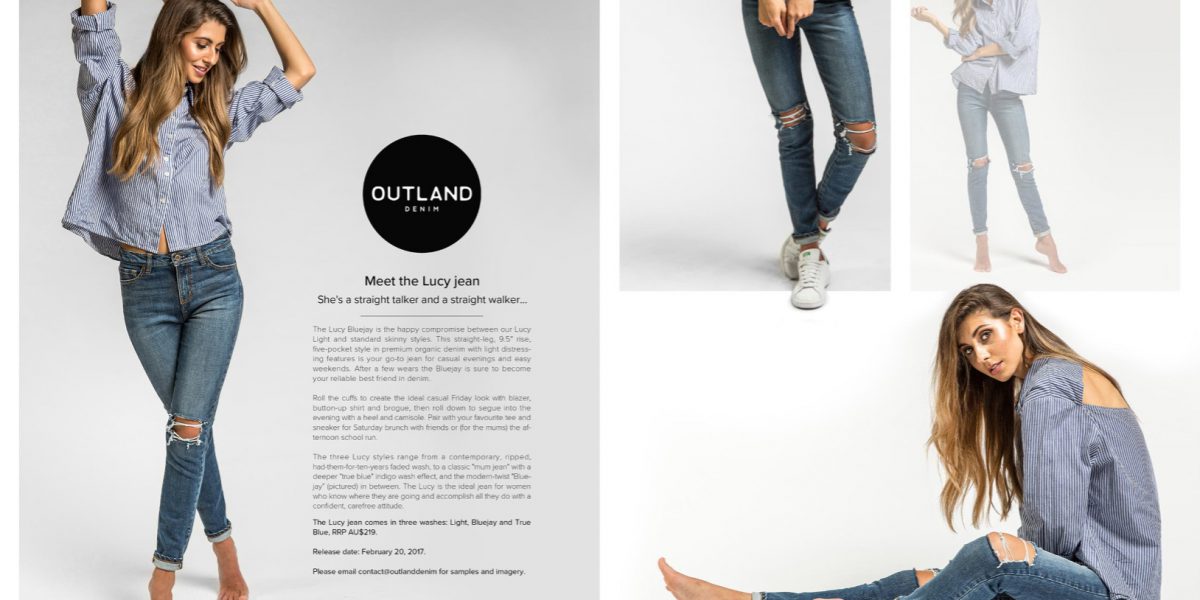 OUTLAND
DENIM
Meet the Lucy jean
She's a straight talker and a straight walker...
The Lucy Bluejay is the happy compromise between our Lucy
Light and standard skinny styles. This straight-leg, 9.5" rise,
five-pocket style in premium organic denim with light distress-
ing features is your go-to jean for casual evenings and easy
weekends. After a few wears the Bluejay is sure to become
your reliable best friend in denim.
Roll the cuffs to create the ideal casual Friday look with blazer,
button-up shirt and brogue, then roll down to segue into the
evening with a heel and camisole. Pair with your favourite tee and
sneaker for Saturday brunch with friends or (for the mums) the af-
ternoon school run.
The three Lucy styles range from a contemporary, ripped,
had-them-for-ten-years faded wash, to a classic "mum jean" with a
deeper "true blue" indigo wash effect, and the modern-twist "Blue-
jay" (pictured) in between. The Lucy is the ideal jean for women
who know where they are going and accomplish all they do with a
confident, carefree attitude.
The Lucy jean comes in three washes: Light, Bluejay and True
Blue, RRP AU$219.
Release date: February 20, 2017.
Please email contact@outlanddenim for samples and imagery.